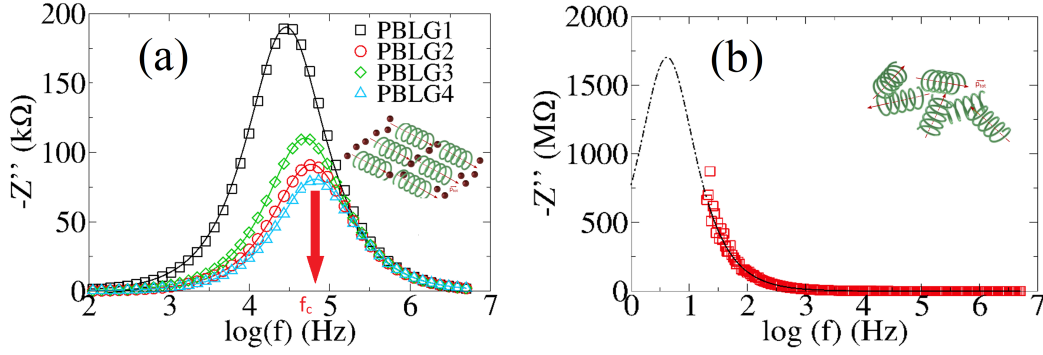 200
150
100
50
0
-Z'' (kΩ)
(a)
PBLG1
PBLG2
PBLG3
PBLG4
2 3 4 5 6 7
f_c
log(f) (Hz)
2000
1500
1000
500
0
-Z'' (MΩ)
(b)
0 1 2 3 4 5 6 7
log (f) (Hz)